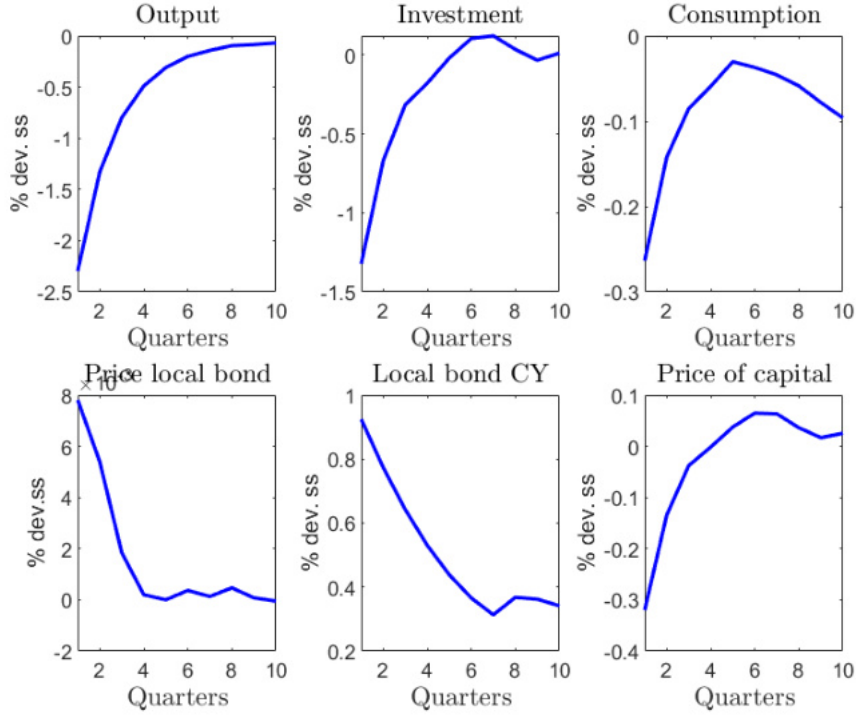 Output
0
-0.5
-1
-1.5
-2
-2.5
% dev. ss
2 4 6 8 10
Quarters
Investment
0
-0.5
-1
-1.5
% dev. ss
2 4 6 8 10
Quarters
Consumption
0
-0.1
-0.2
-0.3
% dev. ss
2 4 6 8 10
Quarters
Price local bond
× 10
8
6
4
2
0
-2
% dev.ss
2 4 6 8 10
Quarters
Local bond CY
1
0.8
0.6
0.4
0.2
% dev. ss
2 4 6 8 10
Quarters
Price of capital
0.1
0
-0.1
-0.2
-0.3
-0.4
% dev. ss
2 4 6 8 10
Quarters